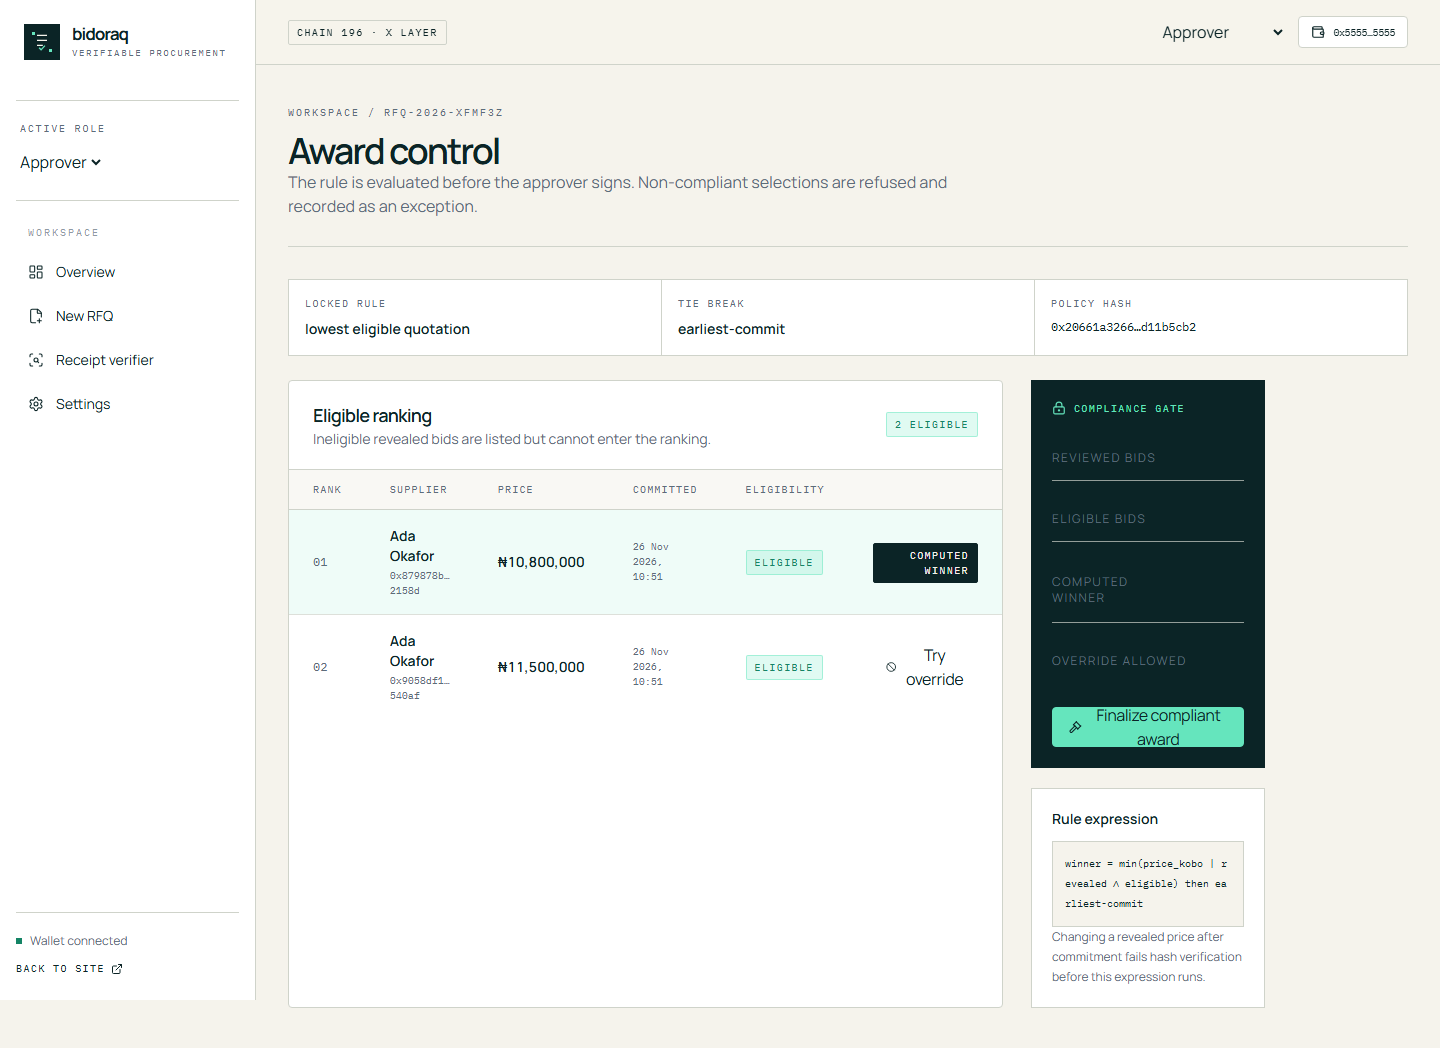 bidoraq
VERIFIABLE PROCUREMENT
ACTIVE ROLE
Approver
WORKSPACE
Overview
New RFQ
Receipt verifier
Settings
Wallet connected
BACK TO SITE
CHAIN 196 · X LAYER
Approver
0x5555…5555
WORKSPACE / RFQ-2026-XFMF3Z
Award control
The rule is evaluated before the approver signs. Non-compliant selections are refused and
recorded as an exception.
LOCKED RULE
lowest eligible quotation
TIE BREAK
earliest-commit
POLICY HASH
0x20661a3266…d11b5cb2
Eligible ranking
Ineligible revealed bids are listed but cannot enter the ranking.
2 ELIGIBLE
RANK SUPPLIER PRICE COMMITTED ELIGIBILITY
01
Ada
Okafor
0x879878b…
2158d
₦10,800,000
26 Nov
2026,
10:51
ELIGIBLE
COMPUTED
WINNER
02
Ada
Okafor
0x9058df1…
540af
₦11,500,000
26 Nov
2026,
10:51
ELIGIBLE
Try
override
COMPLIANCE GATE
REVIEWED BIDS
ELIGIBLE BIDS
COMPUTED
WINNER
OVERRIDE ALLOWED
Finalize compliant
award
Rule expression
winner = min(price_kobo | r
evealed ∧ eligible) then ea
rliest-commit
Changing a revealed price after
commitment fails hash verification
before this expression runs.